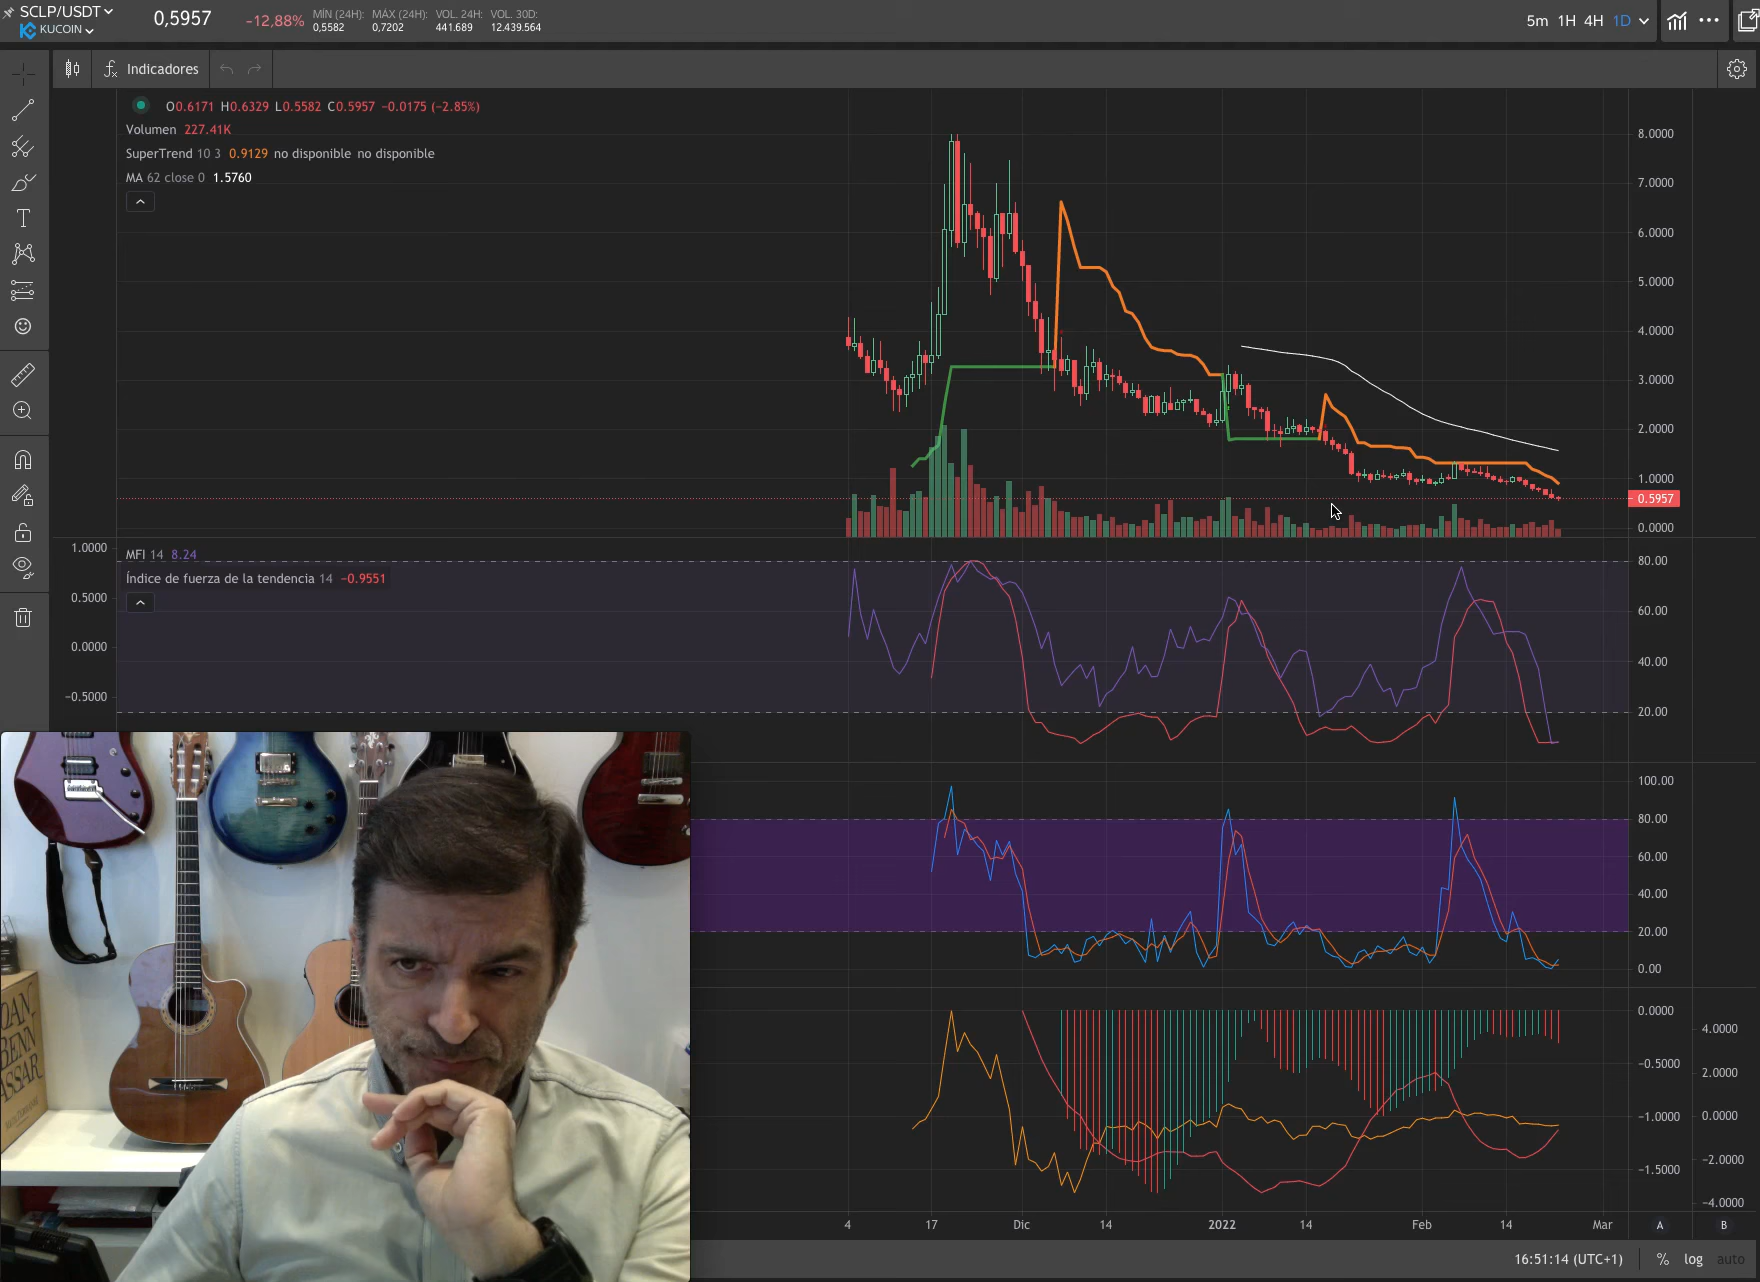 SCLP/USDT
KUCOIN
0,5957
-12,88%
MÍN (24H): MÁX (24H): VOL. 24H: VOL. 30D:
0,5582 0,7202 441.689 12.439.564
5m 1H 4H 1D
Indicadores
O0.6171 H0.6329 L0.5582 C0.5957 −0.0175 (−2.85%)
Volumen 227.41K
SuperTrend 10 3 0.9129 no disponible no disponible
MA 62 close 0 1.5760
8.0000
7.0000
6.0000
5.0000
4.0000
3.0000
2.0000
1.0000
0.5957
0.0000
MFI 14 8.24
Índice de fuerza de la tendencia 14 −0.9551
1.0000
0.5000
0.0000
−0.5000
80.00
60.00
40.00
20.00
100.00
80.00
60.00
40.00
20.00
0.00
0.0000
−0.5000
−1.0000
−1.5000
4.0000
2.0000
0.0000
−2.0000
−4.0000
4 17 Dic 14 2022 14 Feb 14 Mar A B
16:51:14 (UTC+1) % log auto